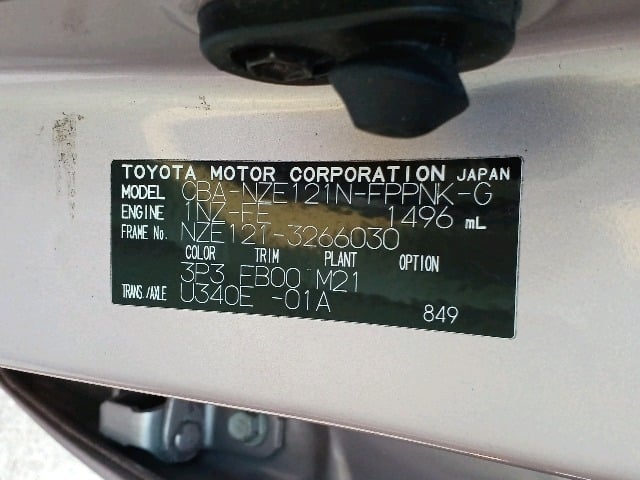 TOYOTA MOTOR CORPORATION JAPAN
MODEL CBA-NZE121N-FPPNK-G
ENGINE 1NZ-FE 1496 mL
FRAME No. NZE121-3266030
COLOR TRIM PLANT OPTION
3P3 FB00 M21
TRANS./AXLE U340E -01A
849